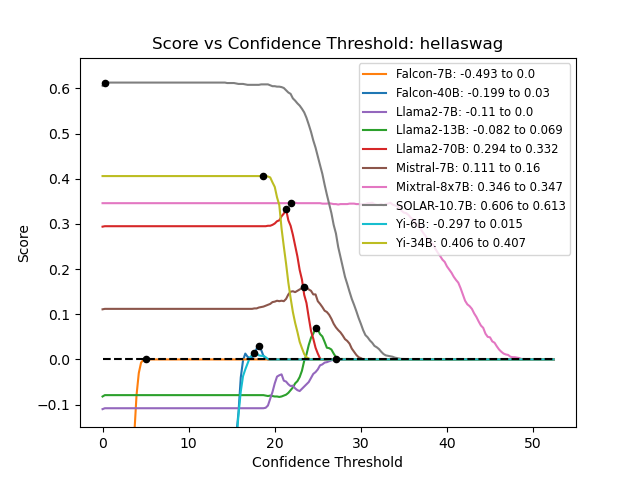 Score vs Confidence Threshold: hellaswag
Falcon-7B: -0.493 to 0.0
Falcon-40B: -0.199 to 0.03
Llama2-7B: -0.11 to 0.0
Llama2-13B: -0.082 to 0.069
Llama2-70B: 0.294 to 0.332
Mistral-7B: 0.111 to 0.16
Mixtral-8x7B: 0.346 to 0.347
SOLAR-10.7B: 0.606 to 0.613
Yi-6B: -0.297 to 0.015
Yi-34B: 0.406 to 0.407
Score
0.6
0.5
0.4
0.3
0.2
0.1
0.0
−0.1
0 10 20 30 40 50
Confidence Threshold